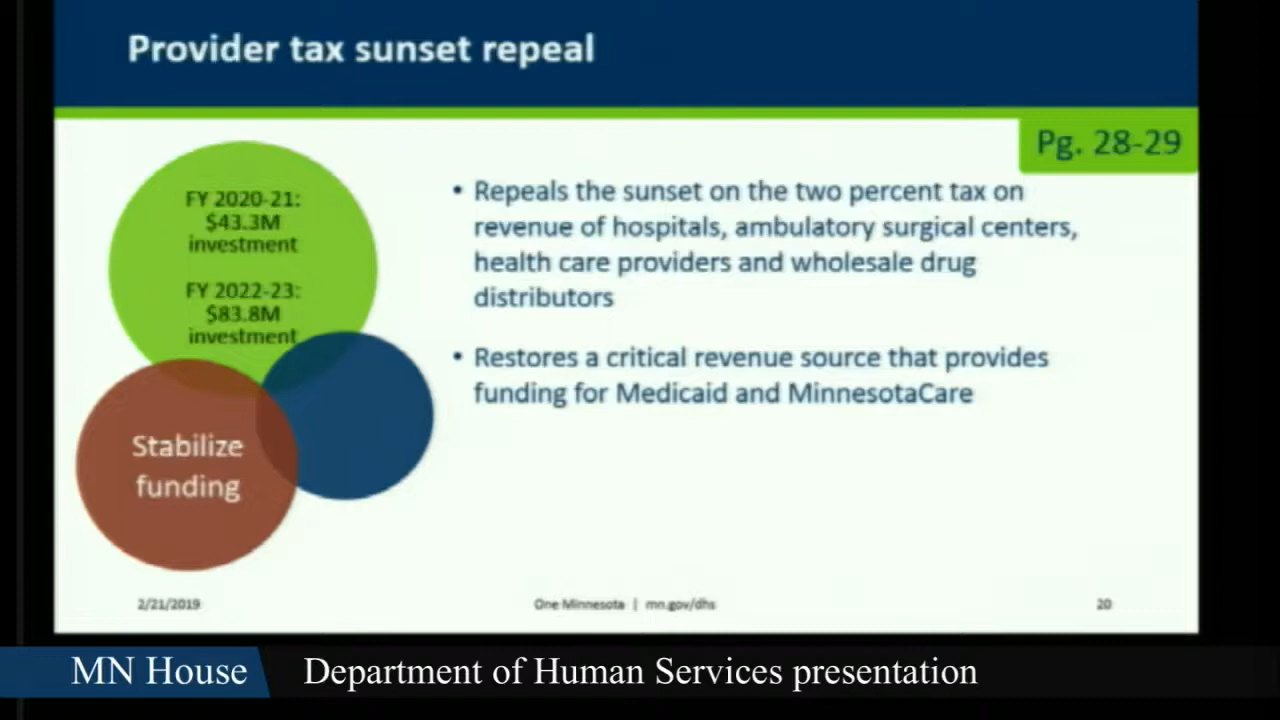 Provider tax sunset repeal
Pg. 28-29
FY 2020-21:
$43.3M
investment
FY 2022-23:
$83.8M
investment
Stabilize
funding
• Repeals the sunset on the two percent tax on
revenue of hospitals, ambulatory surgical centers,
health care providers and wholesale drug
distributors
• Restores a critical revenue source that provides
funding for Medicaid and MinnesotaCare
2/21/2019
One Minnesota | mn.gov/dhs
20
MN House
Department of Human Services presentation